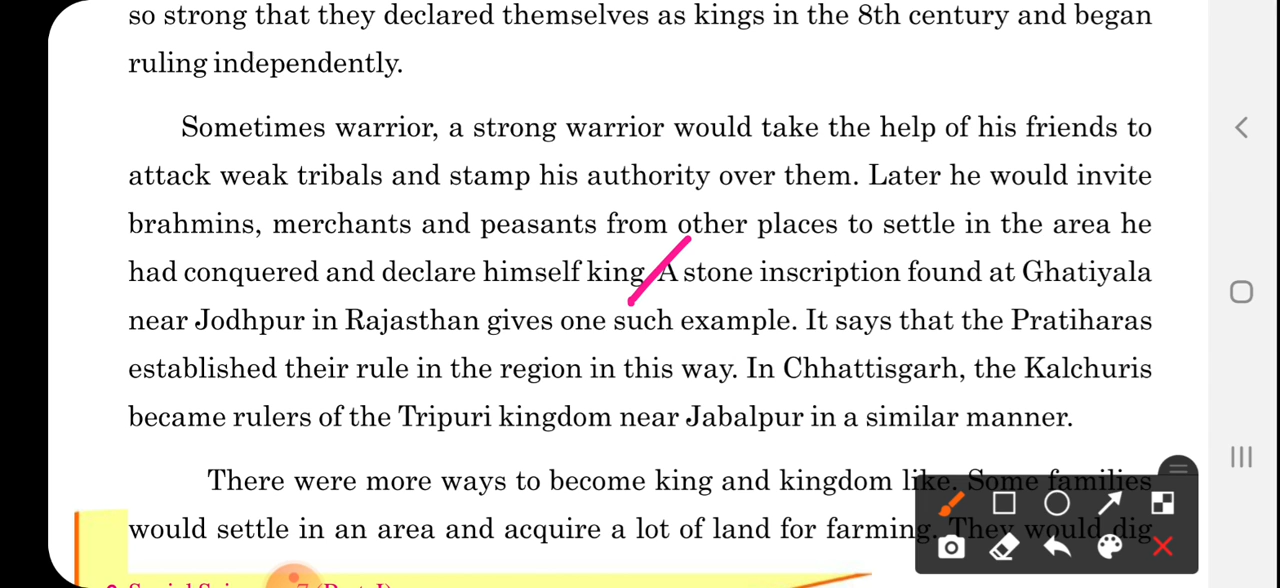 so strong that they declared themselves as kings in the 8th century and began
ruling independently.
Sometimes warrior, a strong warrior would take the help of his friends to
attack weak tribals and stamp his authority over them. Later he would invite
brahmins, merchants and peasants from other places to settle in the area he
had conquered and declare himself king. A stone inscription found at Ghatiyala
near Jodhpur in Rajasthan gives one such example. It says that the Pratiharas
established their rule in the region in this way. In Chhattisgarh, the Kalchuris
became rulers of the Tripuri kingdom near Jabalpur in a similar manner.
There were more ways to become king and kingdom like. Some families
would settle in an area and acquire a lot of land for farming. They would dig